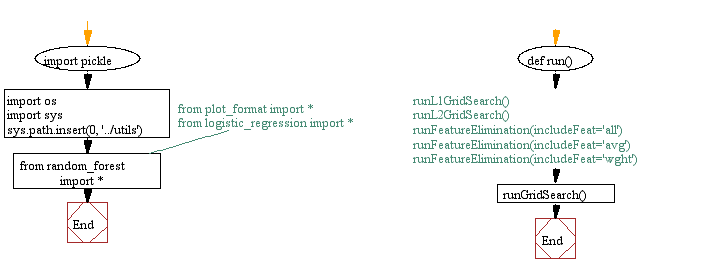 import pickle
import os
import sys
sys.path.insert(0, '../utils')
from plot_format import *
from logistic_regression import *
from random_forest
import *
End
def run()
runL1GridSearch()
runL2GridSearch()
runFeatureElimination(includeFeat='all')
runFeatureElimination(includeFeat='avg')
runFeatureElimination(includeFeat='wght')
runGridSearch()
End